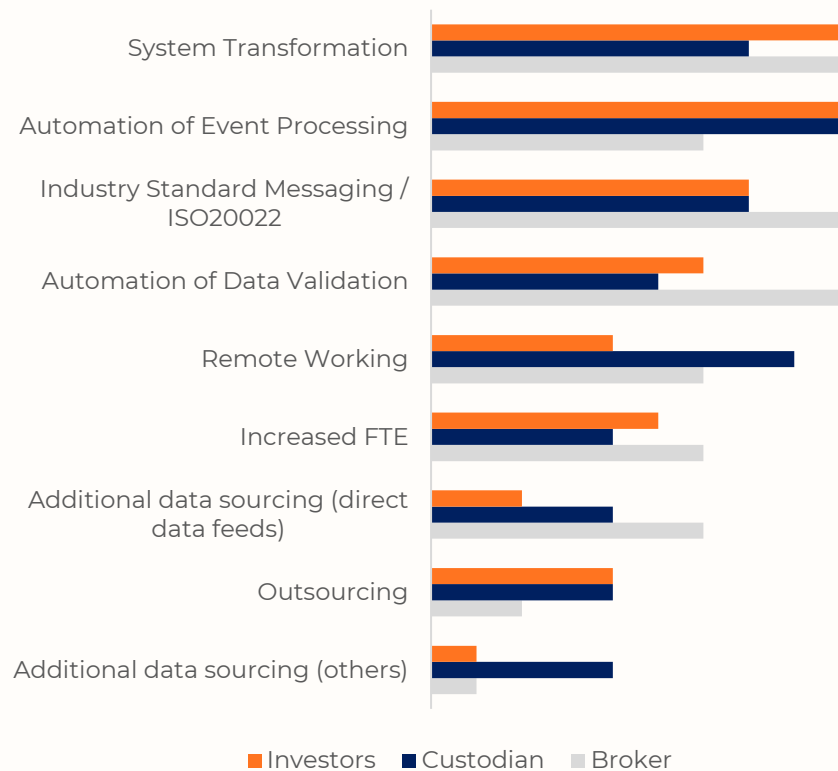 System Transformation
Automation of Event Processing
Industry Standard Messaging /
ISO20022
Automation of Data Validation
Remote Working
Increased FTE
Additional data sourcing (direct
data feeds)
Outsourcing
Additional data sourcing (others)
Investors Custodian Broker